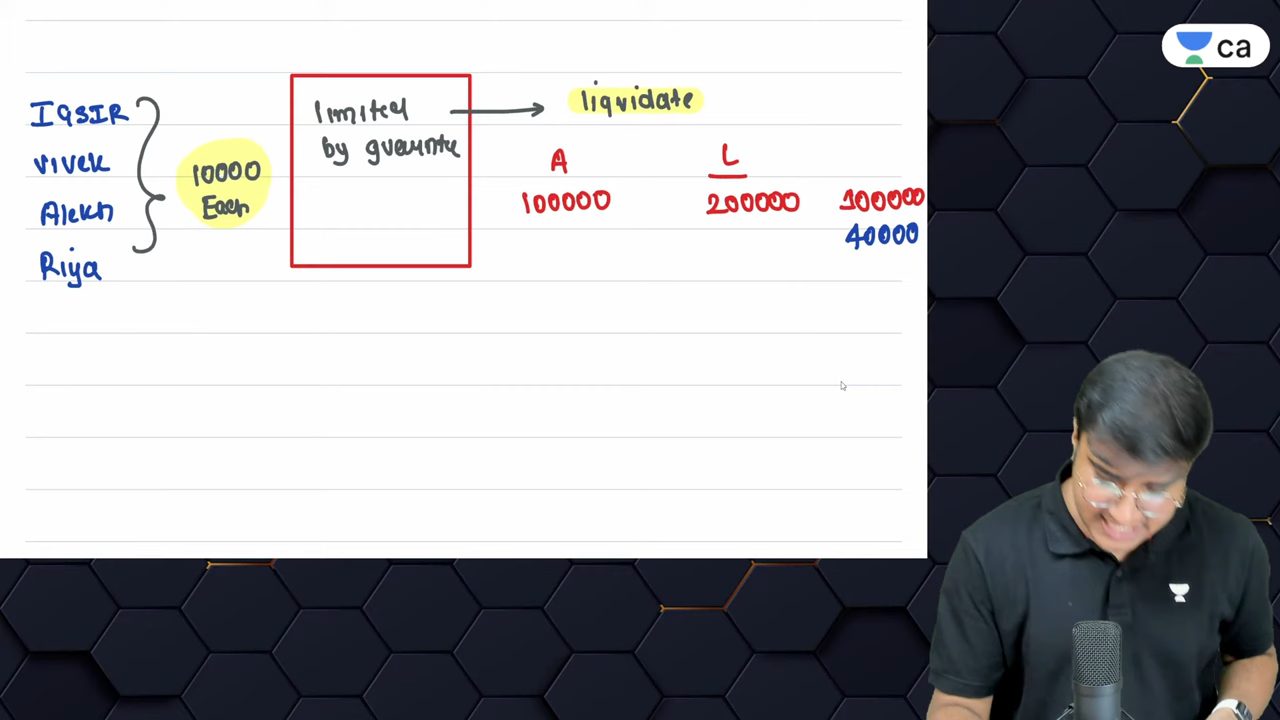 ca
IQSIR
vivek
Alekh
Riya
10000
Each
limited
by guarnte
liquidate
A
L
100000
200000
100000
40000